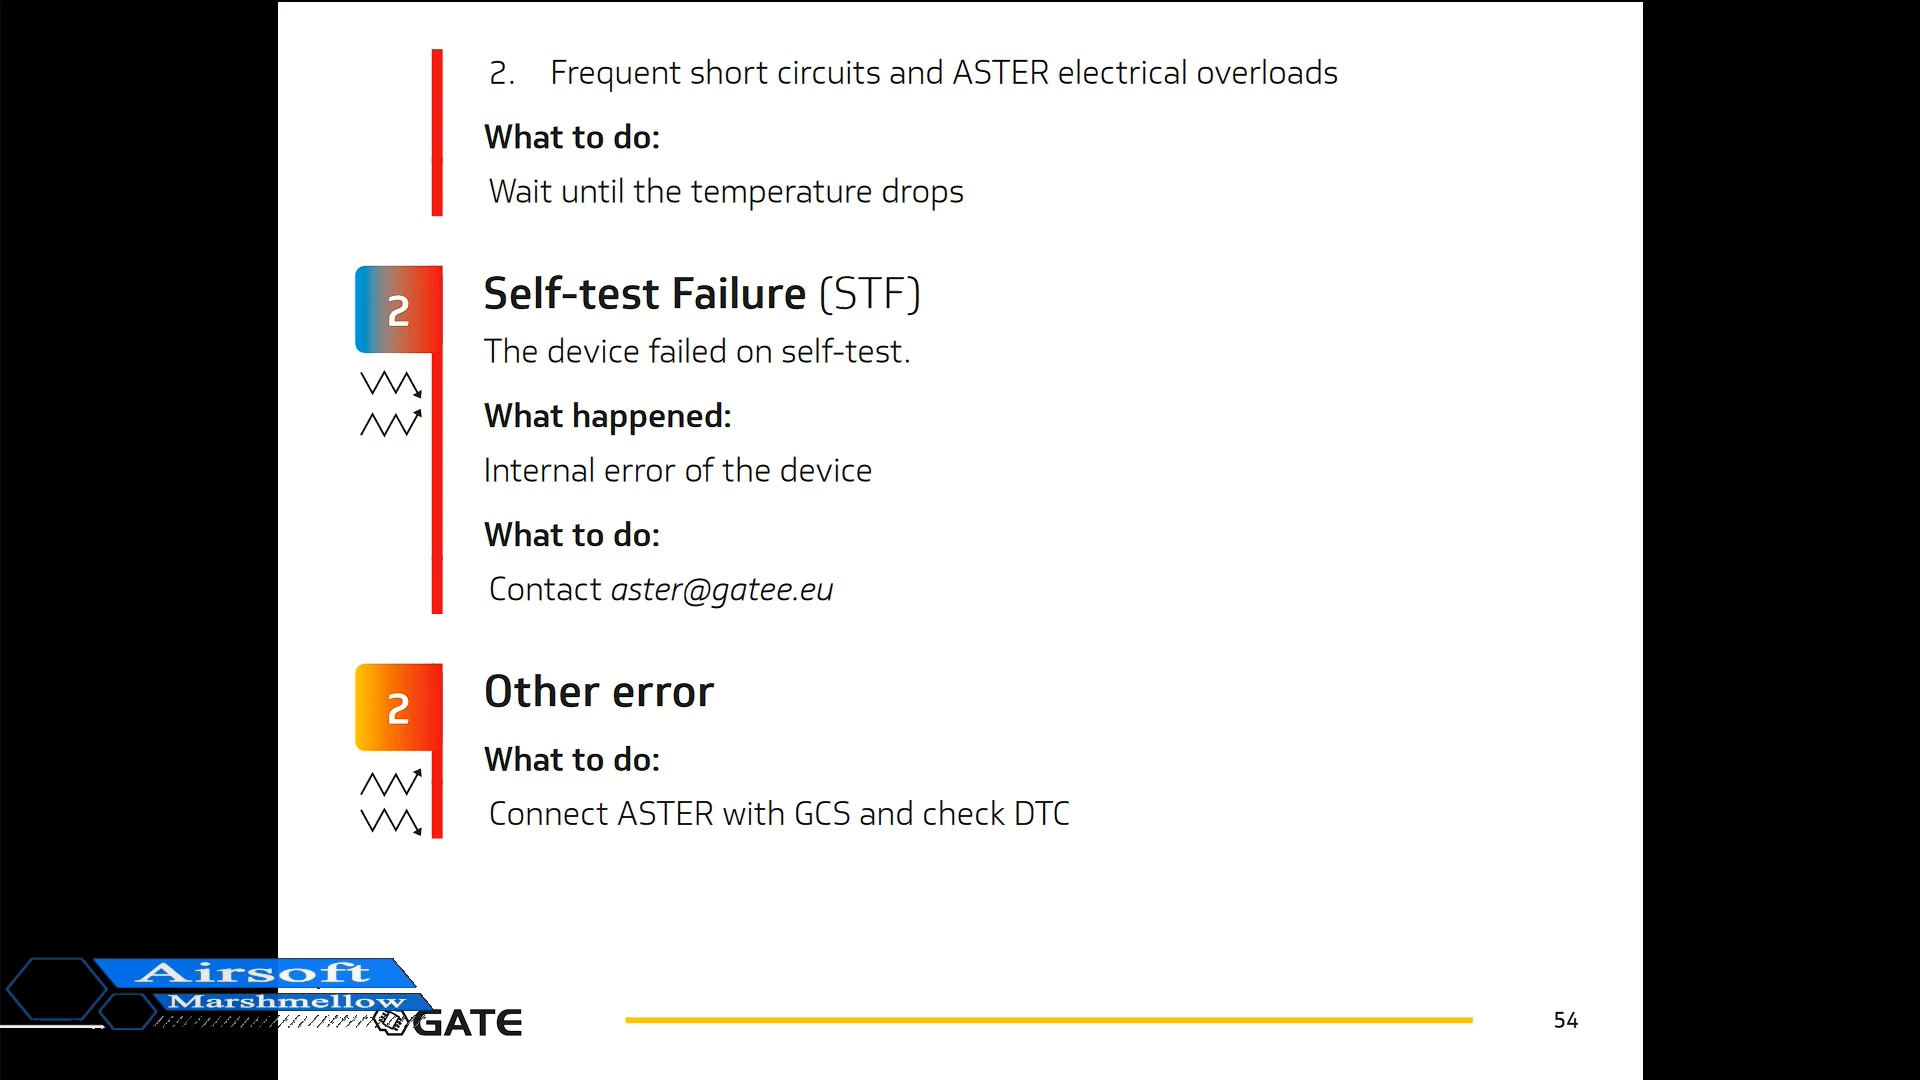 2. Frequent short circuits and ASTER electrical overloads
What to do:
Wait until the temperature drops
2
Self-test Failure (STF)
The device failed on self-test.
What happened:
Internal error of the device
What to do:
Contact aster@gatee.eu
2
Other error
What to do:
Connect ASTER with GCS and check DTC
Airsoft
Marshmellow
GATE
54